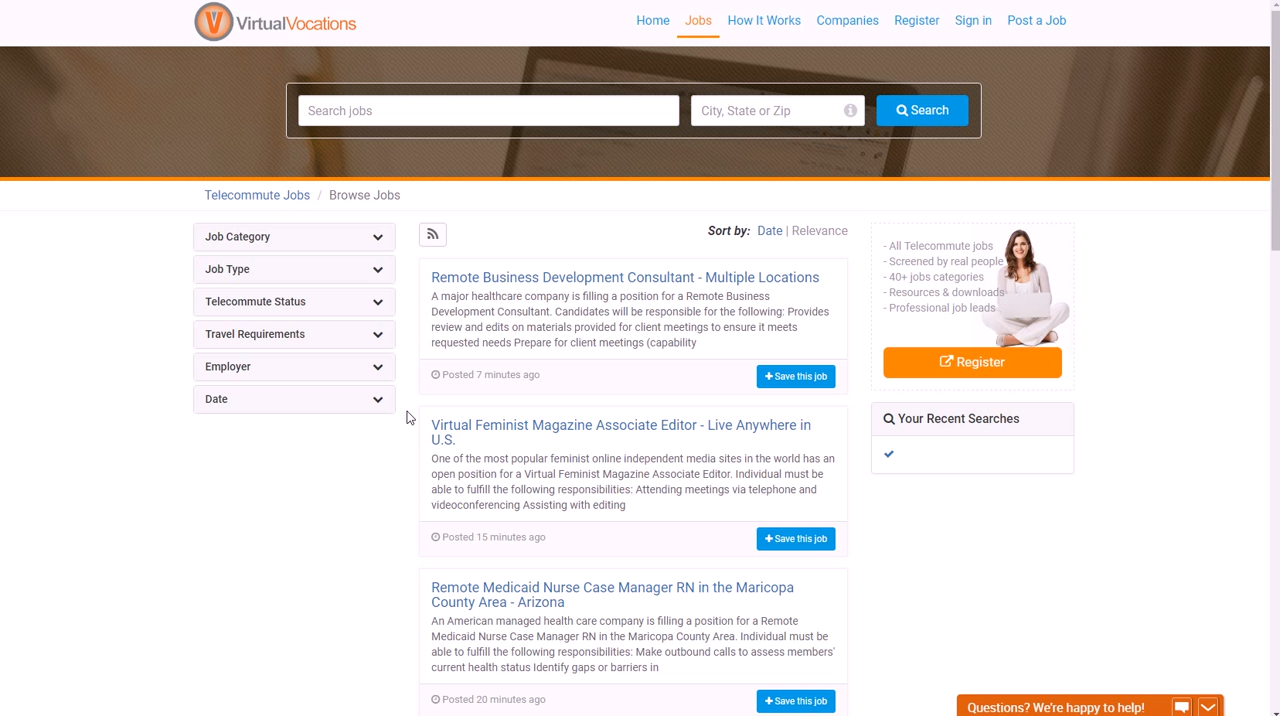 VirtualVocations
Home Jobs How It Works Companies Register Sign in Post a Job
Search jobs City, State or Zip Search
Telecommute Jobs / Browse Jobs
Job Category
Job Type
Telecommute Status
Travel Requirements
Employer
Date
Sort by: Date | Relevance
Remote Business Development Consultant - Multiple Locations
A major healthcare company is filling a position for a Remote Business
Development Consultant. Candidates will be responsible for the following: Provides
review and edits on materials provided for client meetings to ensure it meets
requested needs Prepare for client meetings (capability
Posted 7 minutes ago
+ Save this job
Virtual Feminist Magazine Associate Editor - Live Anywhere in
U.S.
One of the most popular feminist online independent media sites in the world has an
open position for a Virtual Feminist Magazine Associate Editor. Individual must be
able to fulfill the following responsibilities: Attending meetings via telephone and
videoconferencing Assisting with editing
Posted 15 minutes ago
+ Save this job
Remote Medicaid Nurse Case Manager RN in the Maricopa
County Area - Arizona
An American managed health care company is filling a position for a Remote
Medicaid Nurse Case Manager RN in the Maricopa County Area. Individual must be
able to fulfill the following responsibilities: Make outbound calls to assess members'
current health status Identify gaps or barriers in
Posted 20 minutes ago
+ Save this job
- All Telecommute jobs
- Screened by real people
- 40+ jobs categories
- Resources & downloads
- Professional job leads
Register
Your Recent Searches
Questions? We're happy to help!